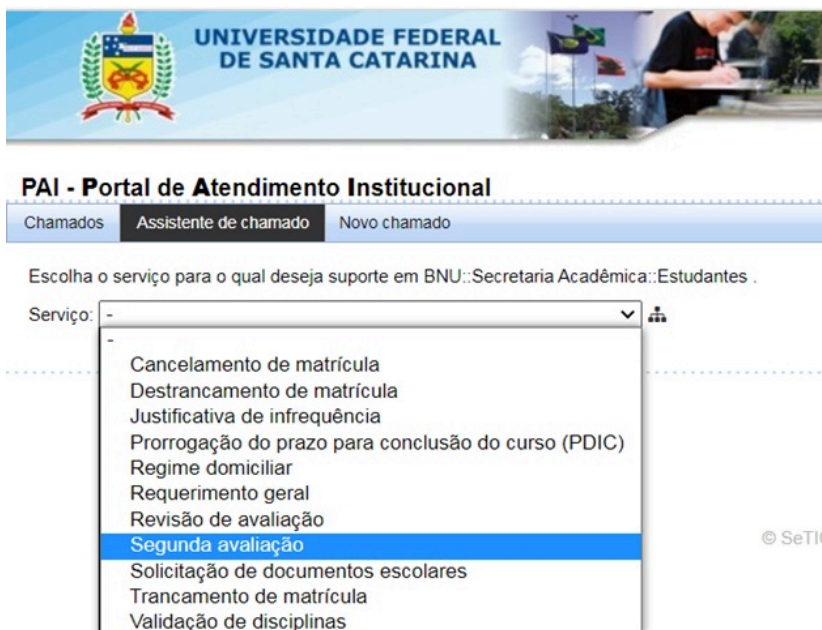 UNIVERSIDADE FEDERAL
DE SANTA CATARINA
PAI - Portal de Atendimento Institucional
Chamados Assistente de chamado Novo chamado
Escolha o serviço para o qual deseja suporte em BNU::Secretaria Acadêmica::Estudantes .
Serviço: -
-
Cancelamento de matrícula
Destrancamento de matrícula
Justificativa de infrequência
Prorrogação do prazo para conclusão do curso (PDIC)
Regime domiciliar
Requerimento geral
Revisão de avaliação
Segunda avaliação
© SeTI
Solicitação de documentos escolares
Trancamento de matrícula
Validação de disciplinas